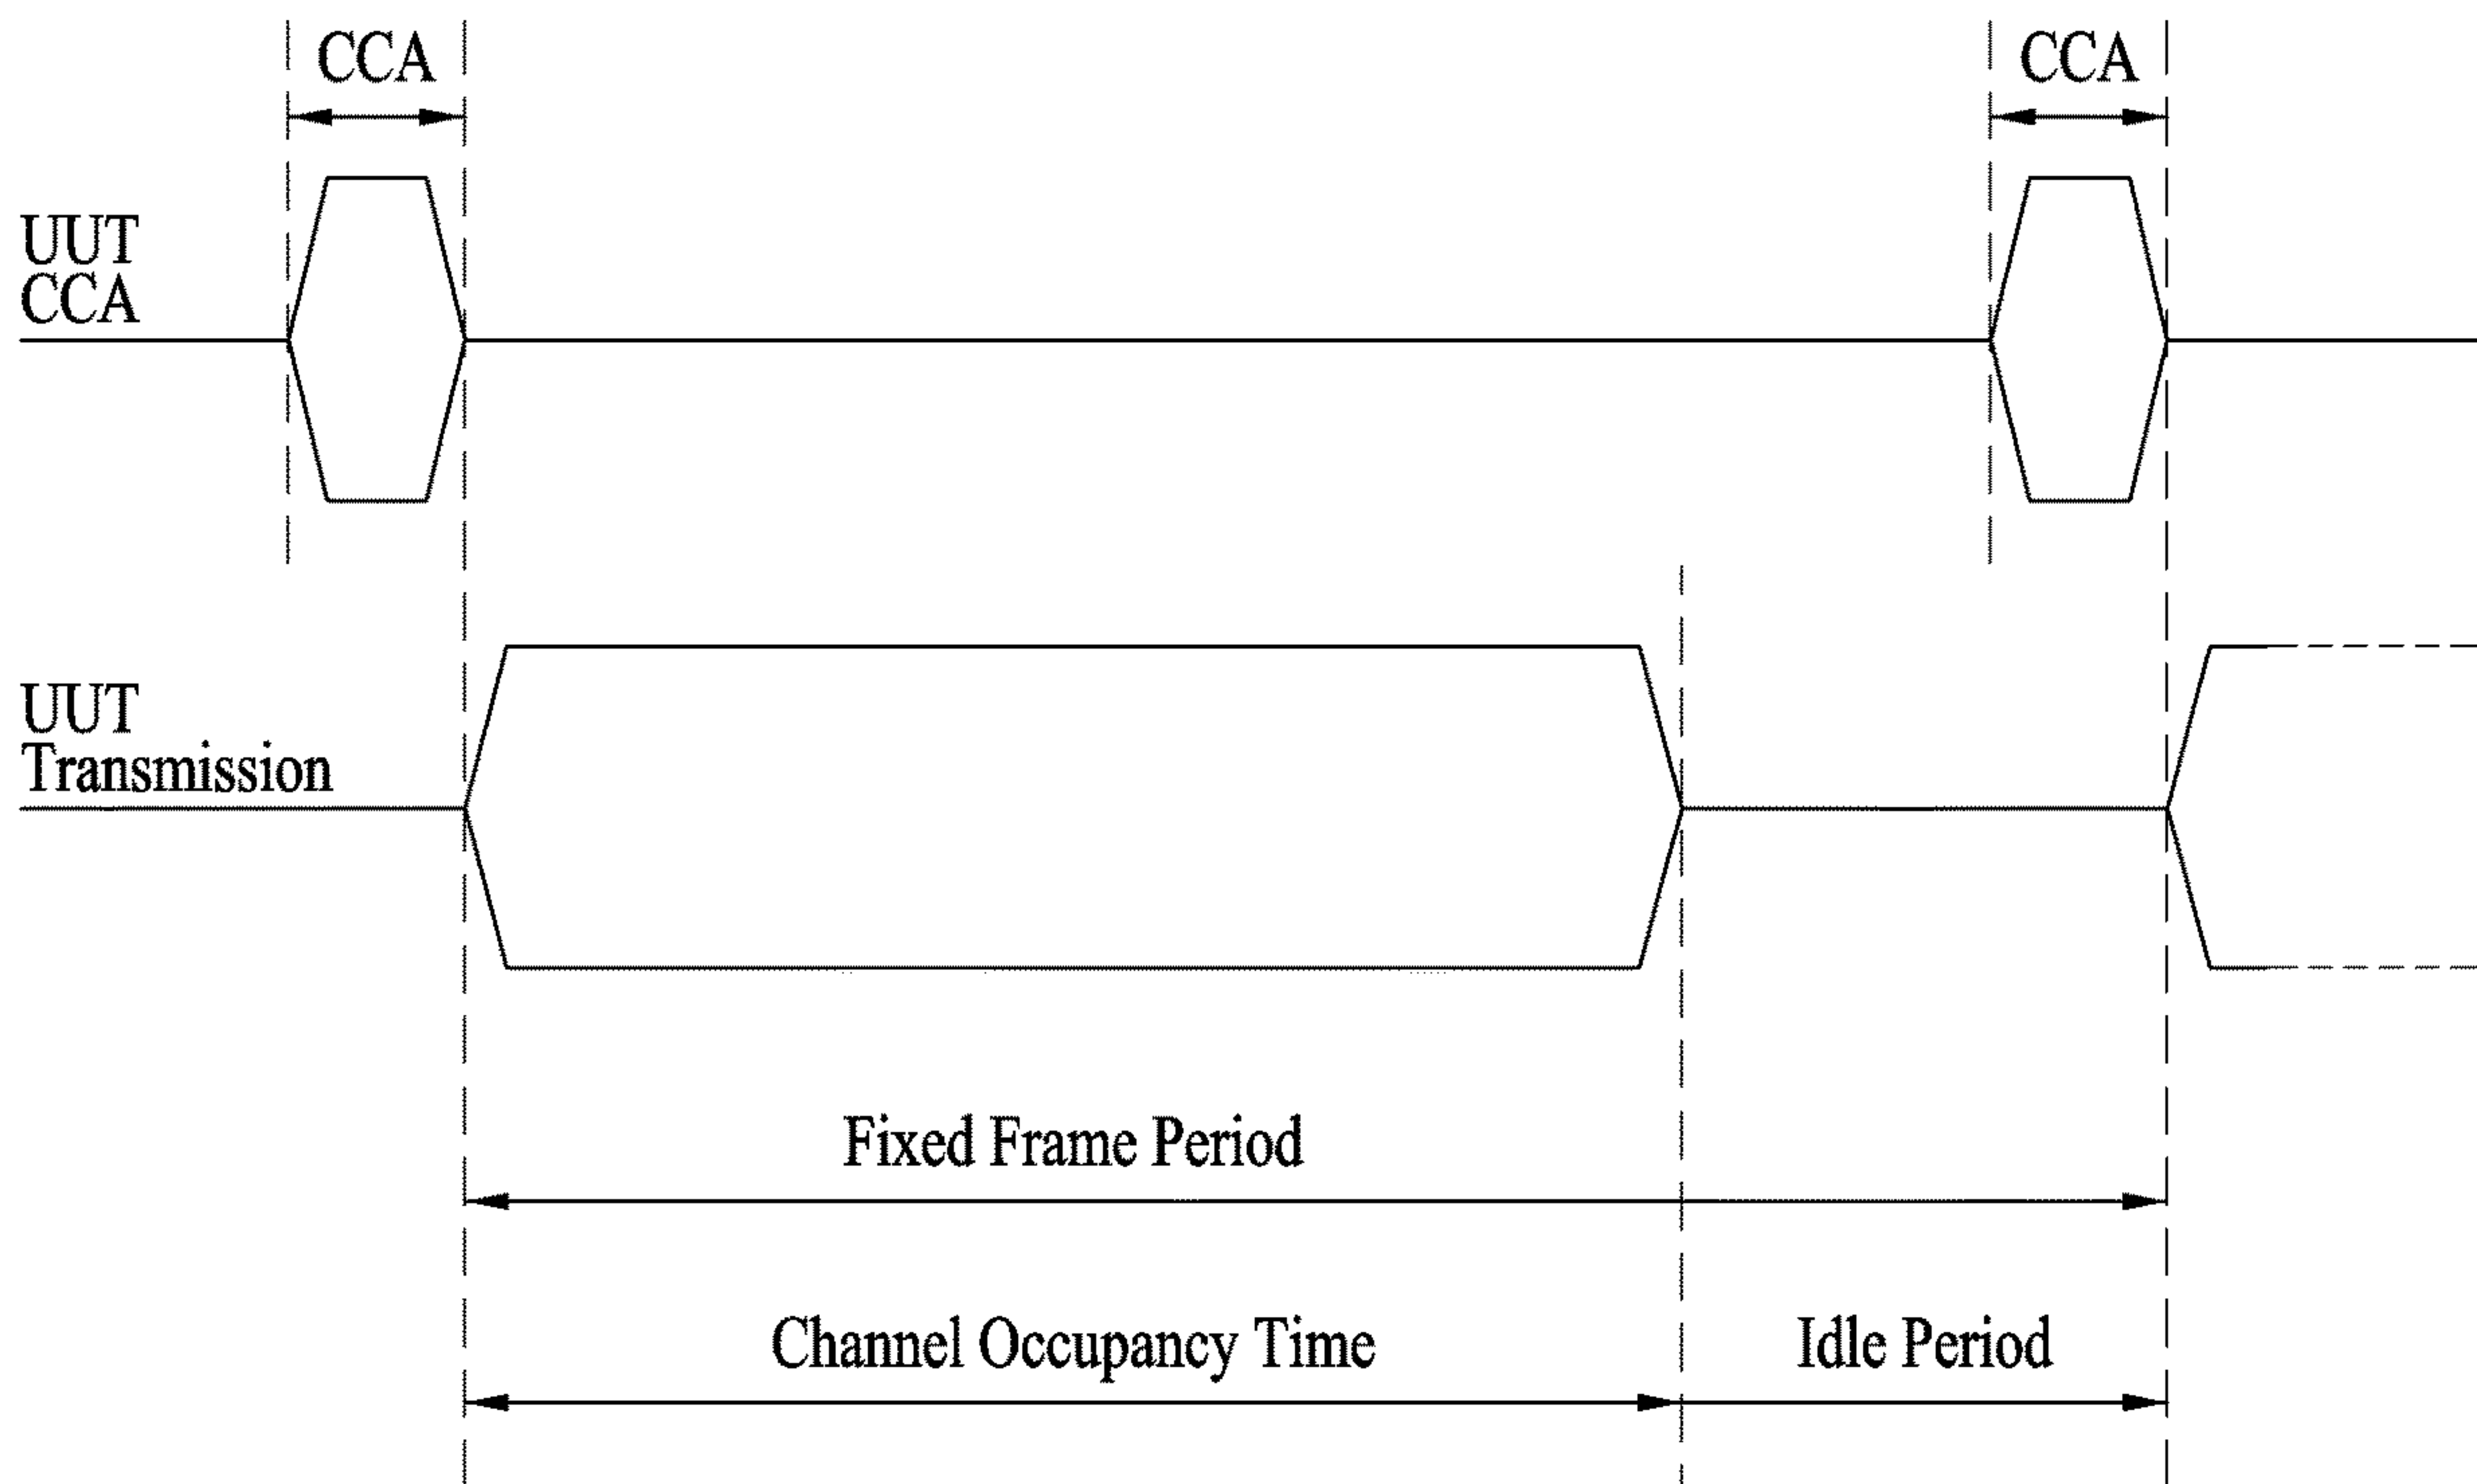 CCA
CCA
UUT
CCA
UUT
Transmission
Fixed Frame Period
Channel Occupancy Time
Idle Period